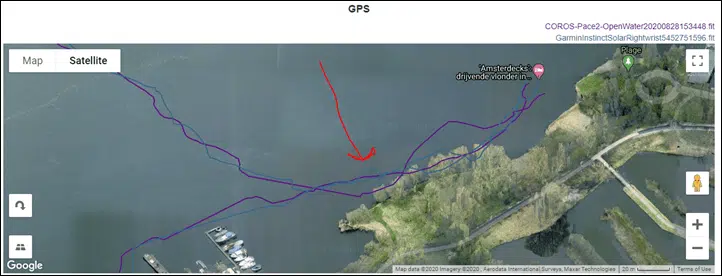 GPS
COROS-Pace2-OpenWater20200828153448.fit
GarminInstinctSolarRightwrist5452751596.fit
Map
Satellite
'Amsterdecks'
drijvende vlonder in...
Plage
Google
Map data ©2020 Imagery ©2020, Aerodata International Surveys, Maxar Technologies
20 m
Terms of Use